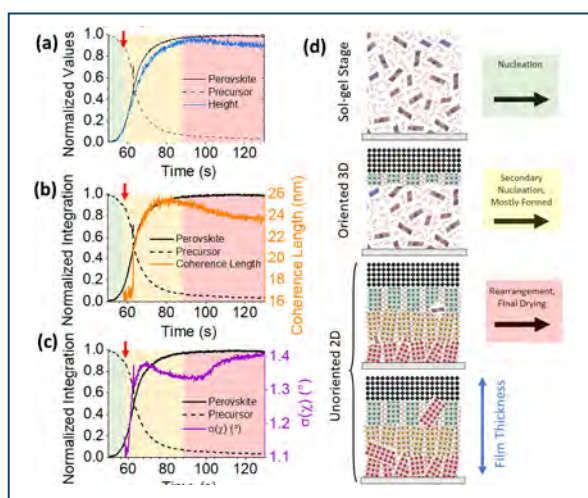 (a)
Normalized Values
1.0
0.8
0.6
0.4
0.2
0.0
Perovskite
Precursor
Height
60 80 100 120
Time (s)
(b)
Normalized Integration
1.0
0.8
0.6
0.4
0.2
0.0
Perovskite
Precursor
Coherence Length
26
24
22
20
18
16
Coherence Length (nm)
60 80 100 120
Time (s)
(c)
Normalized Integration
1.0
0.8
0.6
0.4
0.2
0.0
Perovskite
Precursor
σ(χ) (°)
1.4
1.3
1.2
1.1
σ(χ) (°)
60 80 100 120
Time (s)
(d)
Sol-gel Stage
Oriented 3D
Unoriented 2D
Nucleation
Secondary
Nucleation,
Mostly Formed
Rearrangement,
Final Drying
Film Thickness